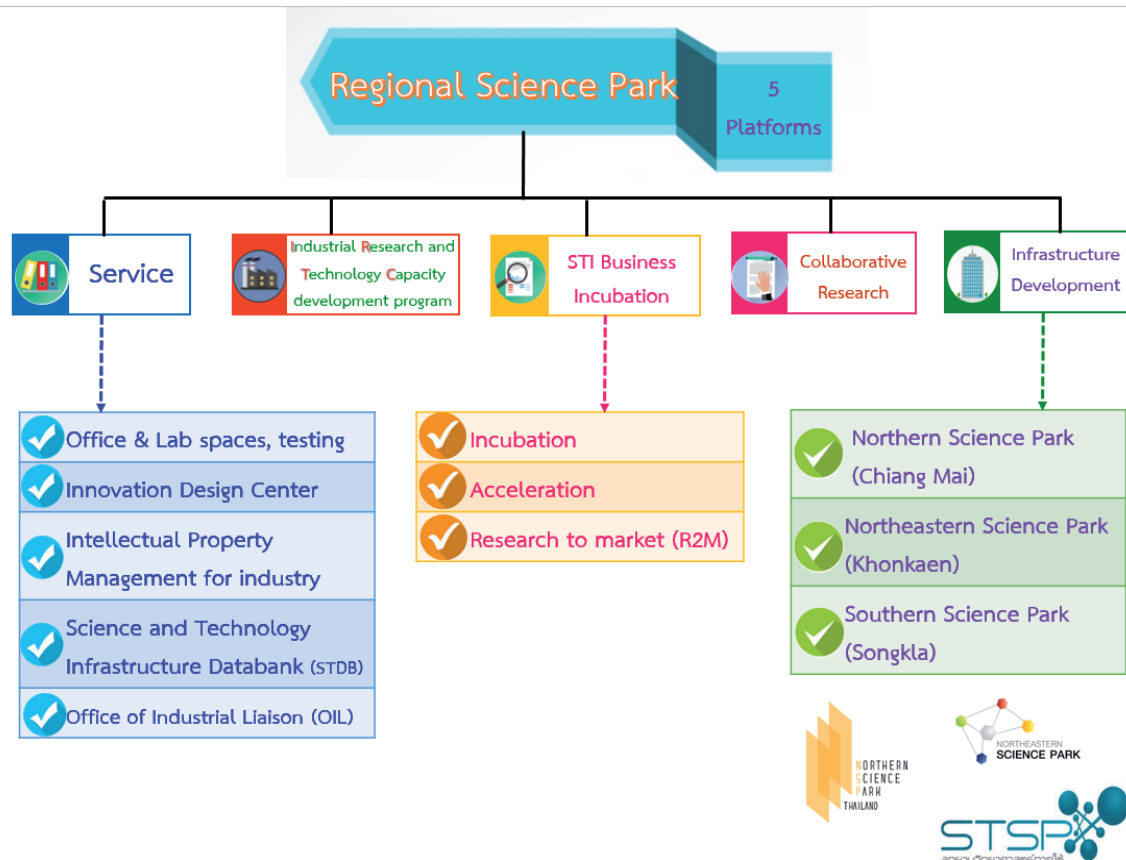 Regional Science Park
5
Platforms
Service
Industrial Research and
Technology Capacity
development program
STI Business
Incubation
Collaborative
Research
Infrastructure
Development
Office & Lab spaces, testing
Innovation Design Center
Intellectual Property
Management for industry
Science and Technology
Infrastructure Databank (STDB)
Office of Industrial Liaison (OIL)
Incubation
Acceleration
Research to market (R2M)
Northern Science Park
(Chiang Mai)
Northeastern Science Park
(Khonkaen)
Southern Science Park
(Songkla)
NORTHERN
SCIENCE
PARK
THAILAND
NORTHEASTERN
SCIENCE PARK
STSP